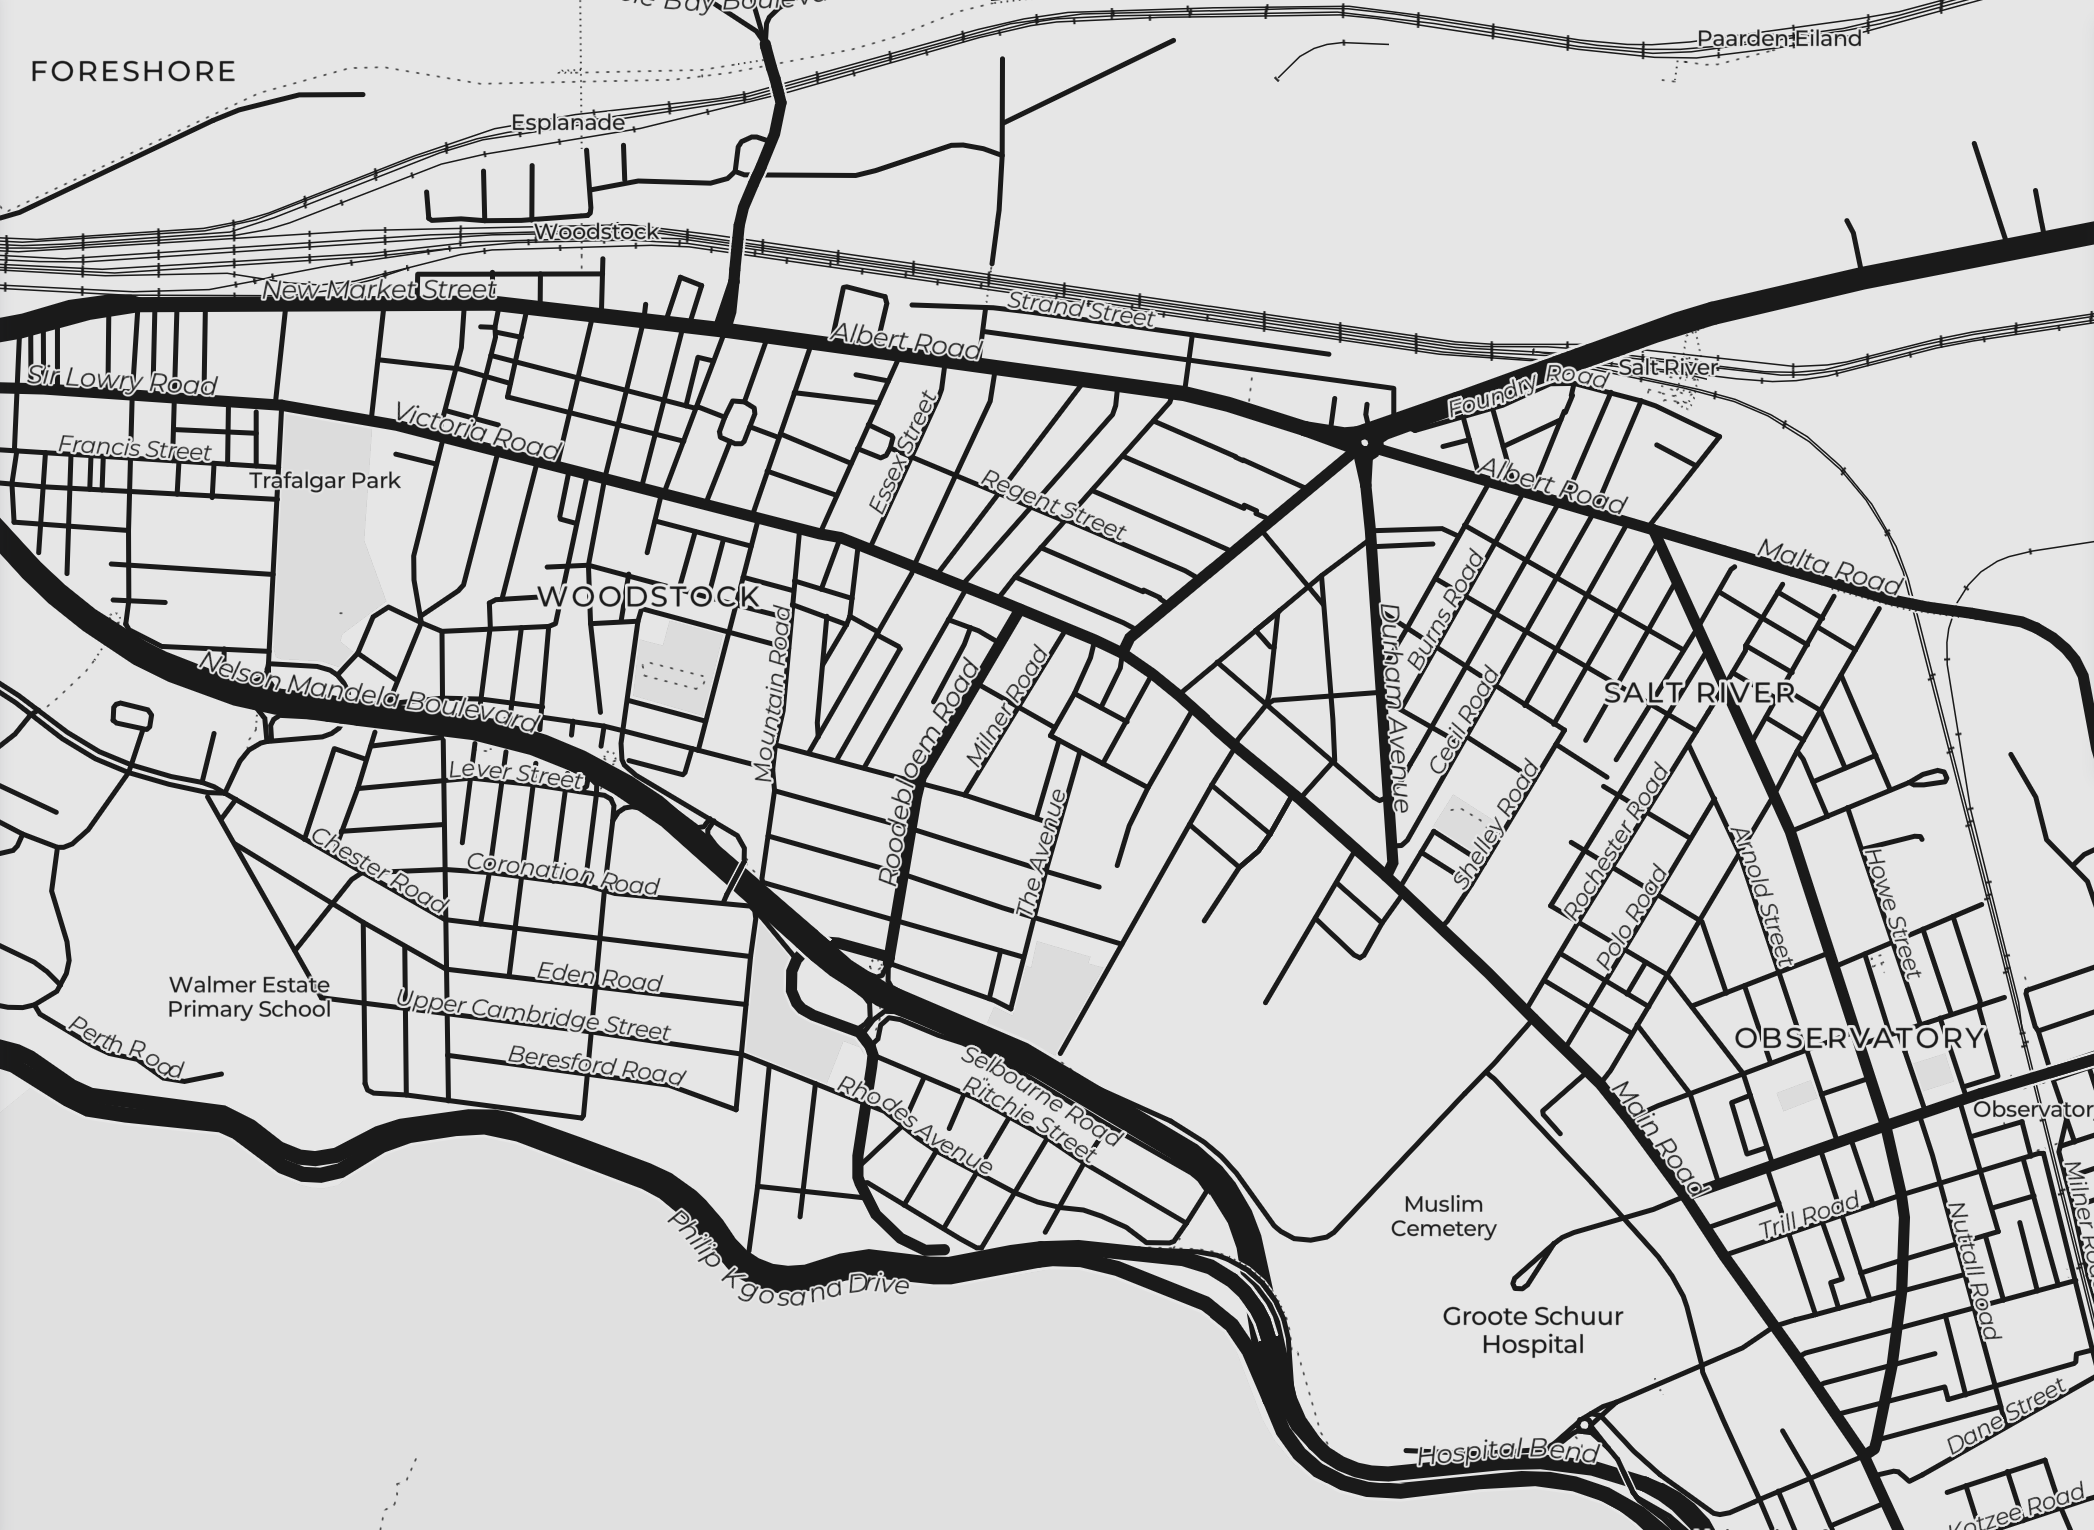 Paarden Eiland
FORESHORE
Esplanade
Woodstock
New Market Street
Strand Street
Albert Road
Salt River
Foundry Road
Sir Lowry Road
Victoria Road
Francis Street
Trafalgar Park
Essex Street
Regent Street
Albert Road
Malta Road
WOODSTOCK
Mountain Road
Durham Avenue
Burns Road
SALT RIVER
Nelson Mandela Boulevard
Roodebloem Road
Milner Road
Cecil Road
Lever Street
The Avenue
Shelley Road
Rochester Road
Polo Road
Arnold Street
Howe Street
Chester Road
Coronation Road
Walmer Estate
Primary School
Eden Road
Upper Cambridge Street
Beresford Road
Perth Road
OBSERVATORY
Selbourne Road
Ritchie Street
Rhodes Avenue
Main Road
Observator
Milner Roa
Muslim
Cemetery
Trill Road
Nuttall Road
Philip Kgosana Drive
Groote Schuur
Hospital
Hospital Bend
Dane Street
Kotzee Road